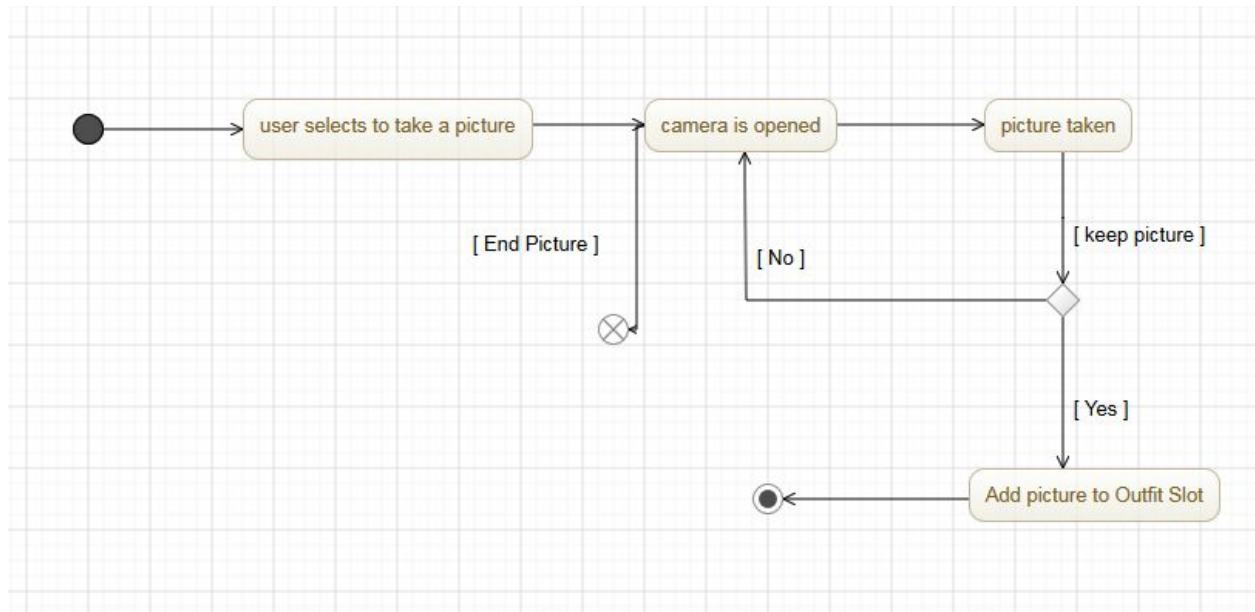 user selects to take a picture
camera is opened
picture taken
[ End Picture ]
[ No ]
[ keep picture ]
[ Yes ]
Add picture to Outfit Slot